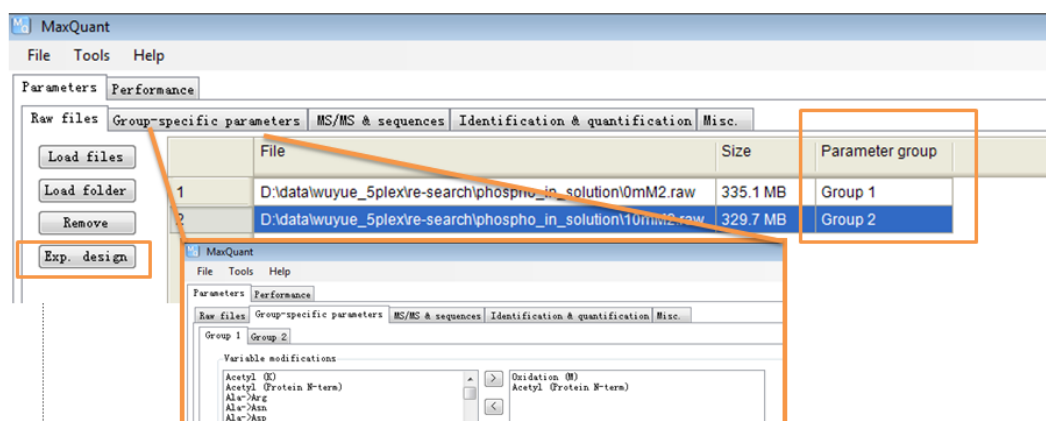 MaxQuant
File Tools Help
Parameters Performance
Raw files Group-specific parameters MS/MS & sequences Identification & quantification Misc.
File Size Parameter group
Load files
Load folder
Remove
Exp. design
1 D:\data\wuyue_5plex\re-search\phospho_in_solution\0mM2.raw 335.1 MB Group 1
2 D:\data\wuyue_5plex\re-search\phospho_in_solution\10mM2.raw 329.7 MB Group 2
MaxQuant
File Tools Help
Parameters Performance
Raw files Group-specific parameters MS/MS & sequences Identification & quantification Misc.
Group 1 Group 2
Variable modifications
Acetyl (K)
Acetyl (Protein N-term)
Ala->Arg
Ala->Asn
Ala->Asp
>
<
Oxidation (M)
Acetyl (Protein N-term)